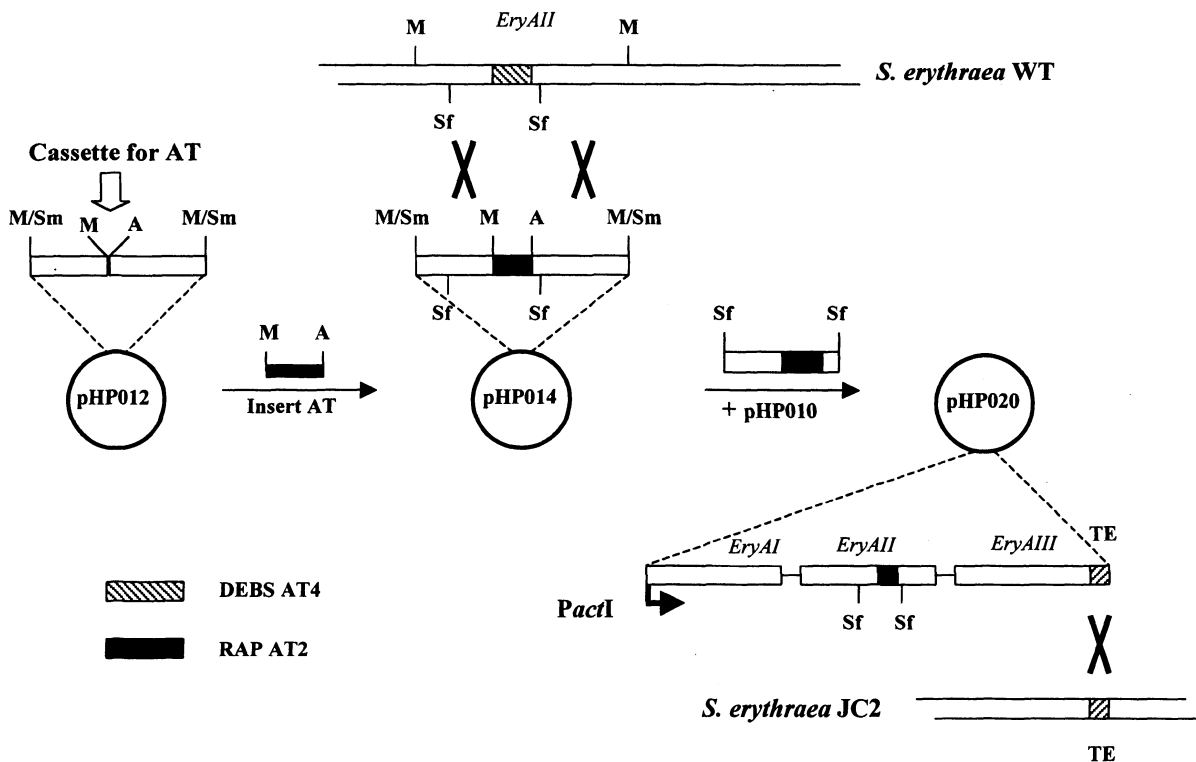 EryAII
M M
S. erythraea WT
Sf Sf
Cassette for AT
M/Sm M A M/Sm
M/Sm M A M/Sm
Sf Sf
Sf Sf
M A
pHP012
Insert AT
pHP014
+ pHP010
pHP020
EryAI EryAII EryAIII TE
PactI
Sf Sf
DEBS AT4
RAP AT2
S. erythraea JC2
TE